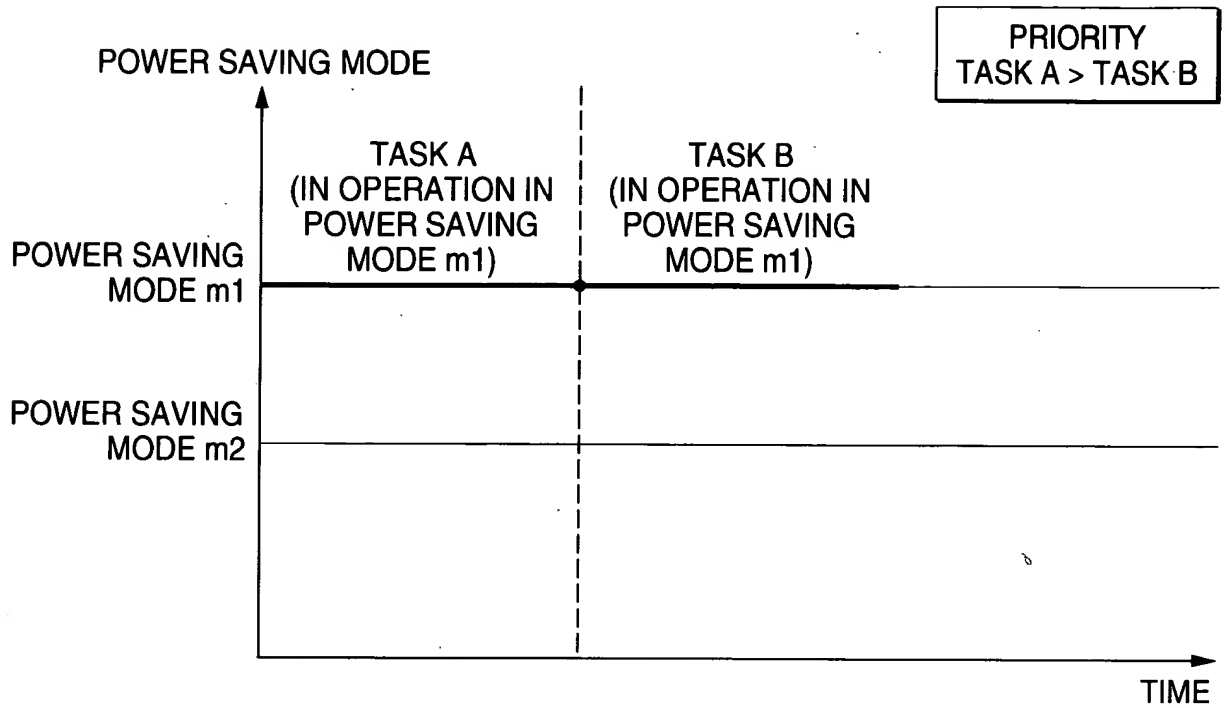 PRIORITY
TASK A > TASK B
POWER SAVING MODE
TASK A
(IN OPERATION IN
POWER SAVING
MODE m1)
TASK B
(IN OPERATION IN
POWER SAVING
MODE m1)
POWER SAVING
MODE m1
POWER SAVING
MODE m2
TIME